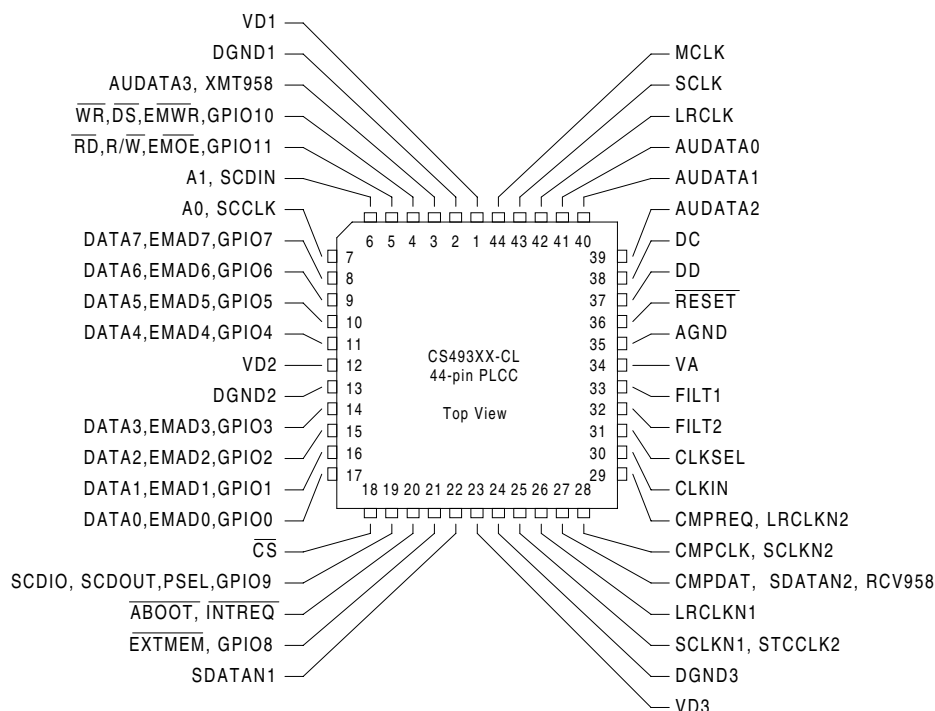 VD1
DGND1
AUDATA3, XMT958
WR,DS,EMWR,GPIO10
RD,R/W,EMOE,GPIO11
A1, SCDIN
A0, SCCLK
DATA7,EMAD7,GPIO7
DATA6,EMAD6,GPIO6
DATA5,EMAD5,GPIO5
DATA4,EMAD4,GPIO4
VD2
DGND2
DATA3,EMAD3,GPIO3
DATA2,EMAD2,GPIO2
DATA1,EMAD1,GPIO1
DATA0,EMAD0,GPIO0
CS
SCDIO, SCDOUT,PSEL,GPIO9
ABOOT, INTREQ
EXTMEM, GPIO8
SDATAN1
6 5 4 3 2 1 44 43 42 41 40
7
8
9
10
11
12
13
14
15
16
17
CS493XX-CL
44-pin PLCC
Top View
39
38
37
36
35
34
33
32
31
30
29
18 19 20 21 22 23 24 25 26 27 28
MCLK
SCLK
LRCLK
AUDATA0
AUDATA1
AUDATA2
DC
DD
RESET
AGND
VA
FILT1
FILT2
CLKSEL
CLKIN
CMPREQ, LRCLKN2
CMPCLK, SCLKN2
CMPDAT, SDATAN2, RCV958
LRCLKN1
SCLKN1, STCCLK2
DGND3
VD3